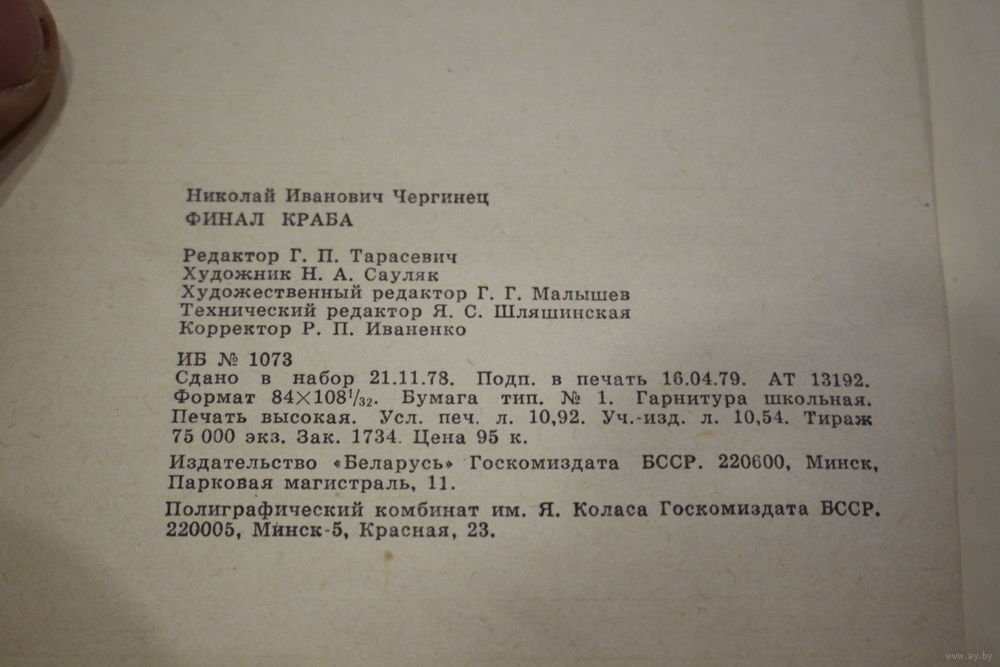 Николай Иванович Чергинец
ФИНАЛ КРАБА
Редактор Г. П. Тарасевич
Художник Н. А. Сауляк
Художественный редактор Г. Г. Малышев
Технический редактор Я. С. Шляшинская
Корректор Р. П. Иваненко
ИБ № 1073
Сдано в набор 21.11.78. Подп. в печать 16.04.79. АТ 13192.
Формат 84×108¹/₃₂. Бумага тип. № 1. Гарнитура школьная.
Печать высокая. Усл. печ. л. 10,92. Уч.-изд. л. 10,54. Тираж
75 000 экз. Зак. 1734. Цена 95 к.
Издательство «Беларусь» Госкомиздата БССР. 220600, Минск,
Парковая магистраль, 11.
Полиграфический комбинат им. Я. Коласа Госкомиздата БССР.
220005, Минск-5, Красная, 23.
www.ay.by